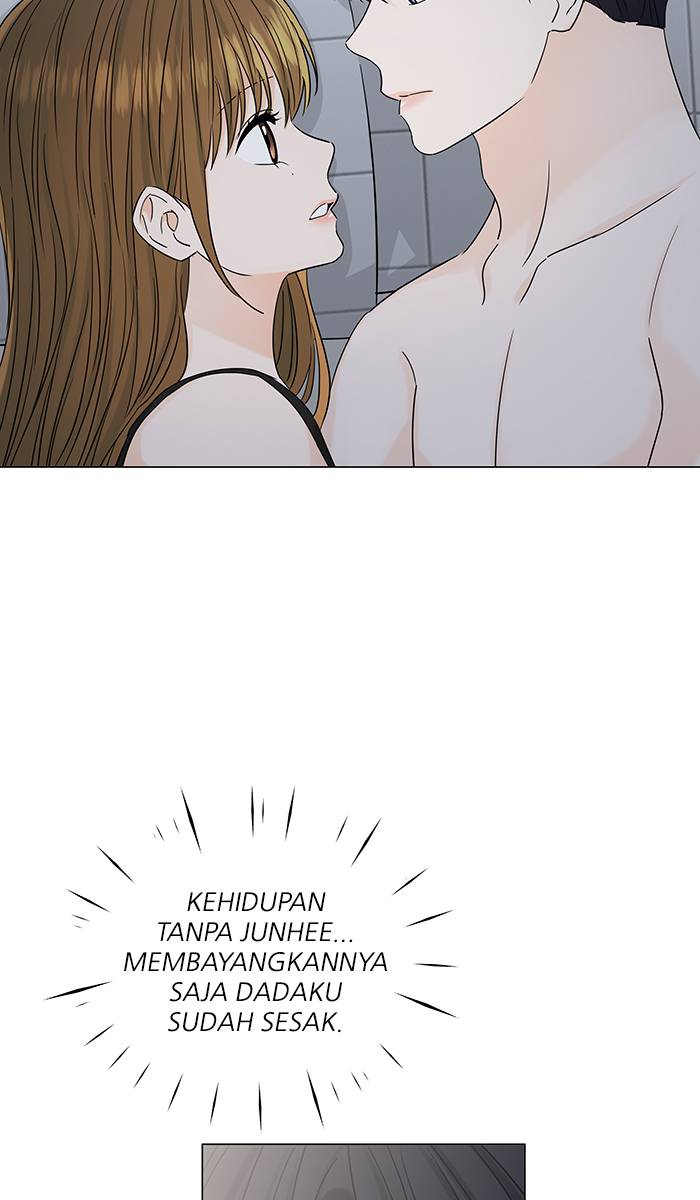 KEHIDUPAN
TANPA JUNHEE...
MEMBAYANGKANNYA
SAJA DADAKU
SUDAH SESAK.